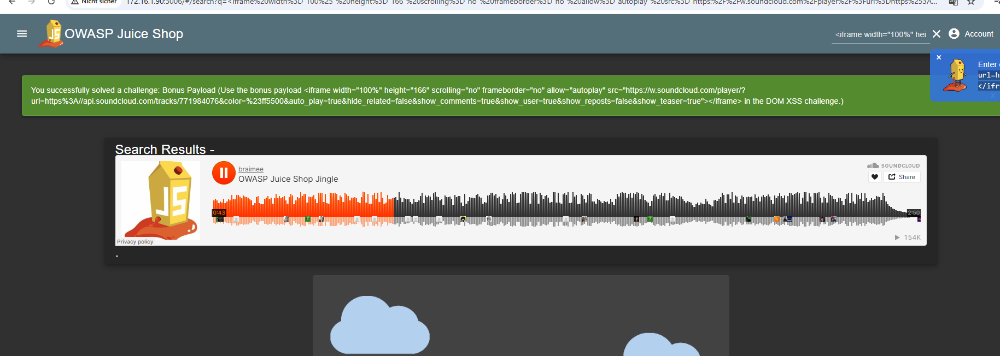 Nicht sicher
172.16.1.90:3006/#/search?q=<iframe%20width%3D"100%25"%20height%3D"166"%20scrolling%3D"no"%20frameborder%3D"no"%20allow%3D"autoplay"%20src%3D"https:%2F%2Fw.soundcloud.com%2Fplayer%2F%3Furl%3Dhttps%253A...
OWASP Juice Shop
<iframe width="100%" hei
Account
You successfully solved a challenge: Bonus Payload (Use the bonus payload <iframe width="100%" height="166" scrolling="no" frameborder="no" allow="autoplay" src="https://w.soundcloud.com/player/?
url=https%3A//api.soundcloud.com/tracks/771984076&color=%23ff5500&auto_play=true&hide_related=false&show_comments=true&show_user=true&show_reposts=false&show_teaser=true"></iframe> in the DOM XSS challenge.)
Enter
url=h
</ifr
X
Search Results -
JS
braimee
OWASP Juice Shop Jingle
SOUNDCLOUD
Share
0:43
2:50
Privacy policy
154K
-